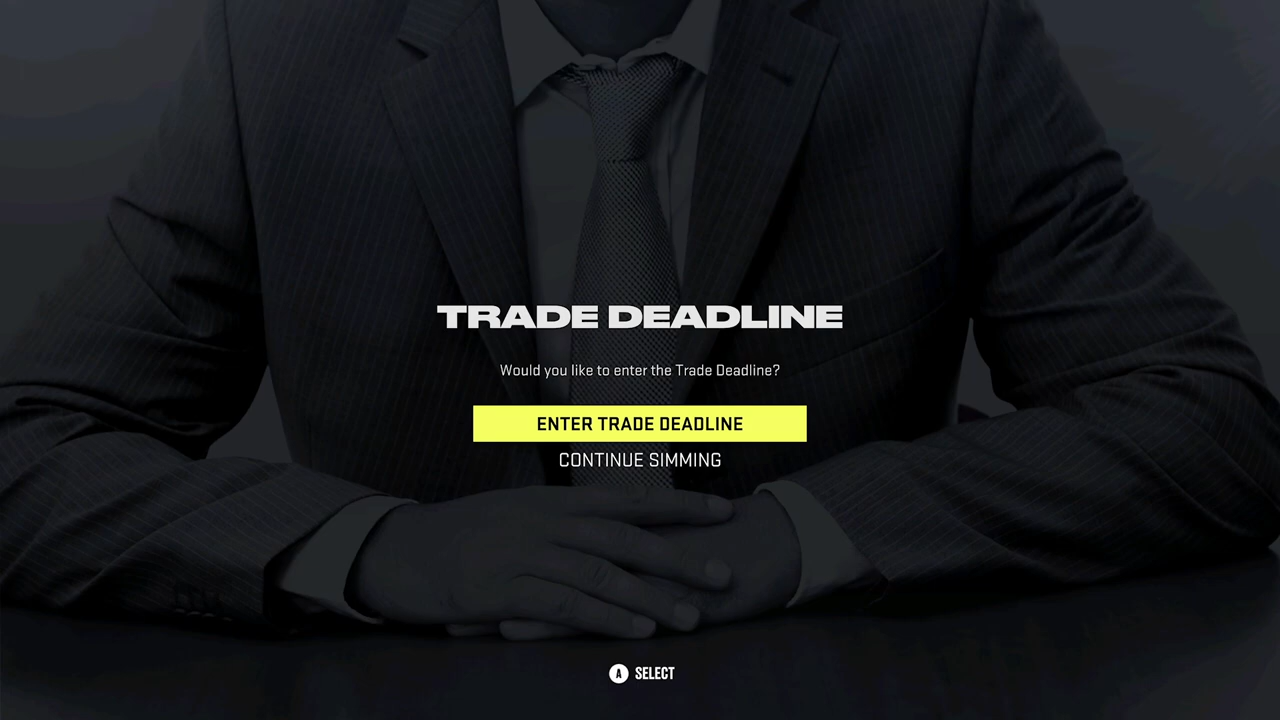 TRADE DEADLINE
Would you like to enter the Trade Deadline?
ENTER TRADE DEADLINE
CONTINUE SIMMING
A SELECT